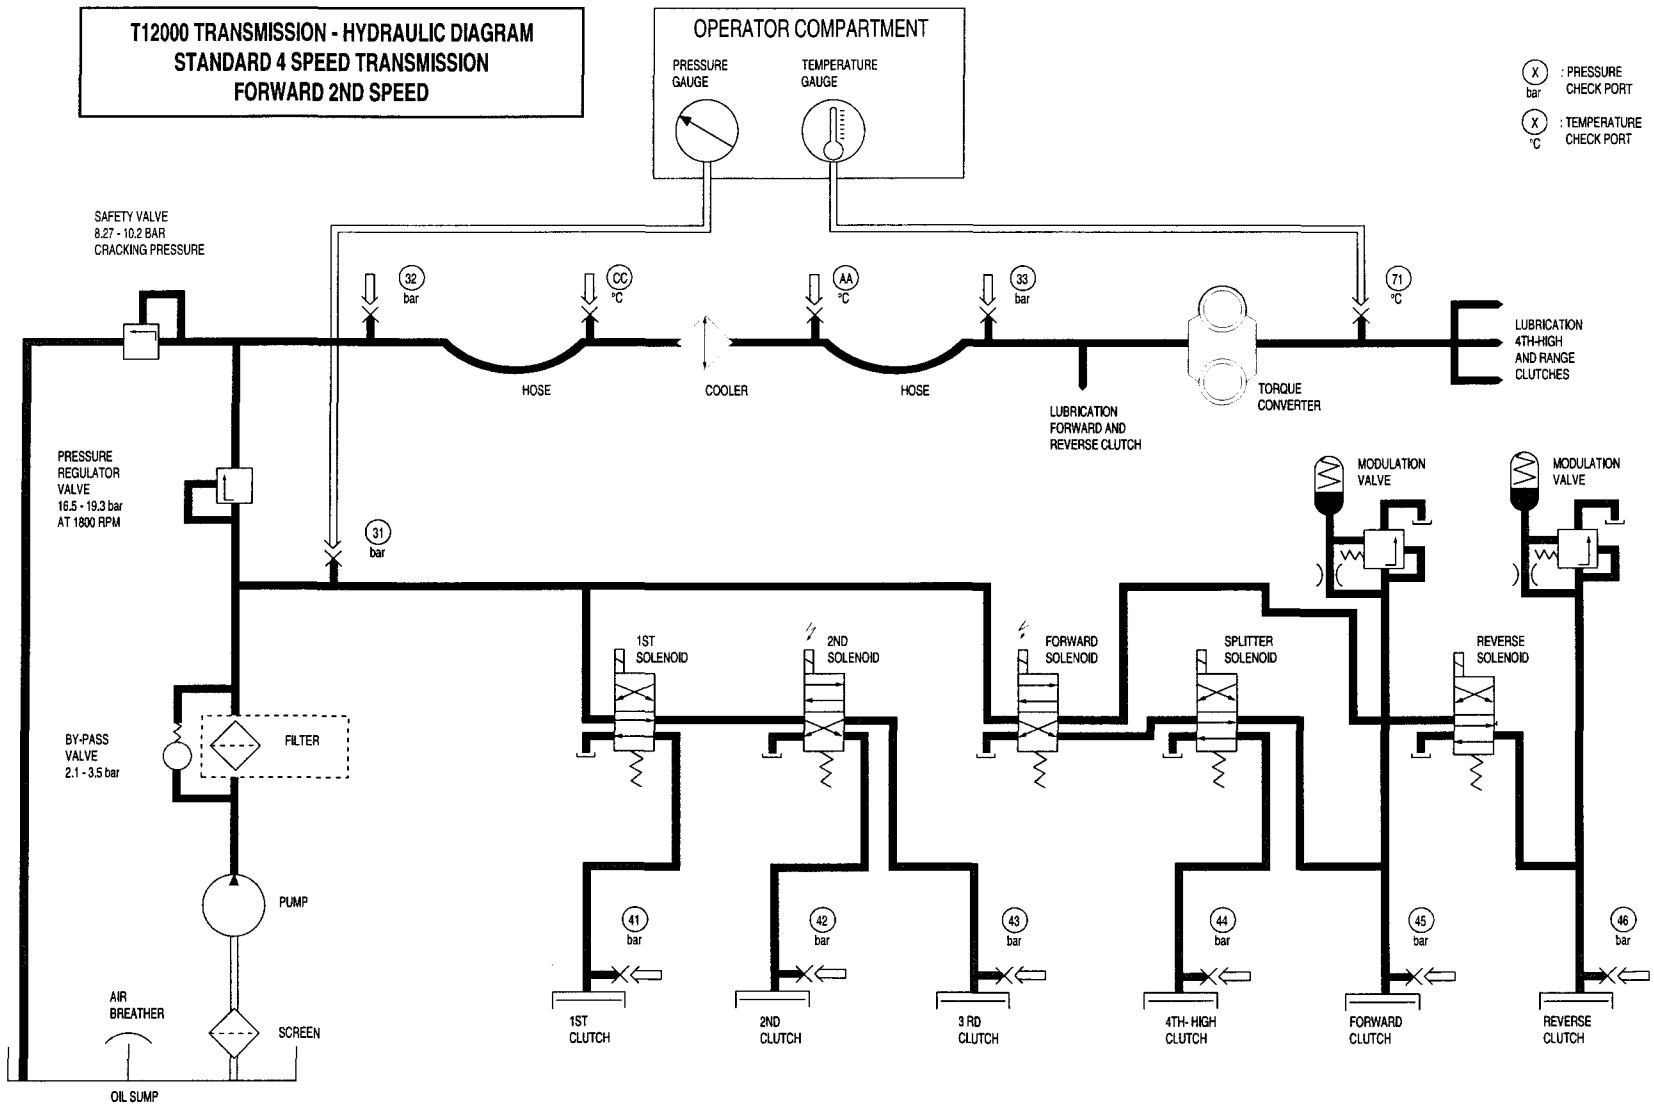 T12000 TRANSMISSION - HYDRAULIC DIAGRAM
STANDARD 4 SPEED TRANSMISSION
FORWARD 2ND SPEED
OPERATOR COMPARTMENT
PRESSURE
GAUGE
TEMPERATURE
GAUGE
X
bar
: PRESSURE
CHECK PORT
X
°C
: TEMPERATURE
CHECK PORT
SAFETY VALVE
8.27 - 10.2 BAR
CRACKING PRESSURE
32
bar
CC
°C
AA
°C
33
bar
71
°C
HOSE
COOLER
HOSE
TORQUE
CONVERTER
LUBRICATION
4TH-HIGH
AND RANGE
CLUTCHES
LUBRICATION
FORWARD AND
REVERSE CLUTCH
PRESSURE
REGULATOR
VALVE
16.5 - 19.3 bar
AT 1800 RPM
31
bar
MODULATION
VALVE
MODULATION
VALVE
1ST
SOLENOID
2ND
SOLENOID
FORWARD
SOLENOID
SPLITTER
SOLENOID
REVERSE
SOLENOID
BY-PASS
VALVE
2.1 - 3.5 bar
FILTER
PUMP
41
bar
42
bar
43
bar
44
bar
45
bar
46
bar
AIR
BREATHER
SCREEN
OIL SUMP
1ST
CLUTCH
2ND
CLUTCH
3 RD
CLUTCH
4TH- HIGH
CLUTCH
FORWARD
CLUTCH
REVERSE
CLUTCH